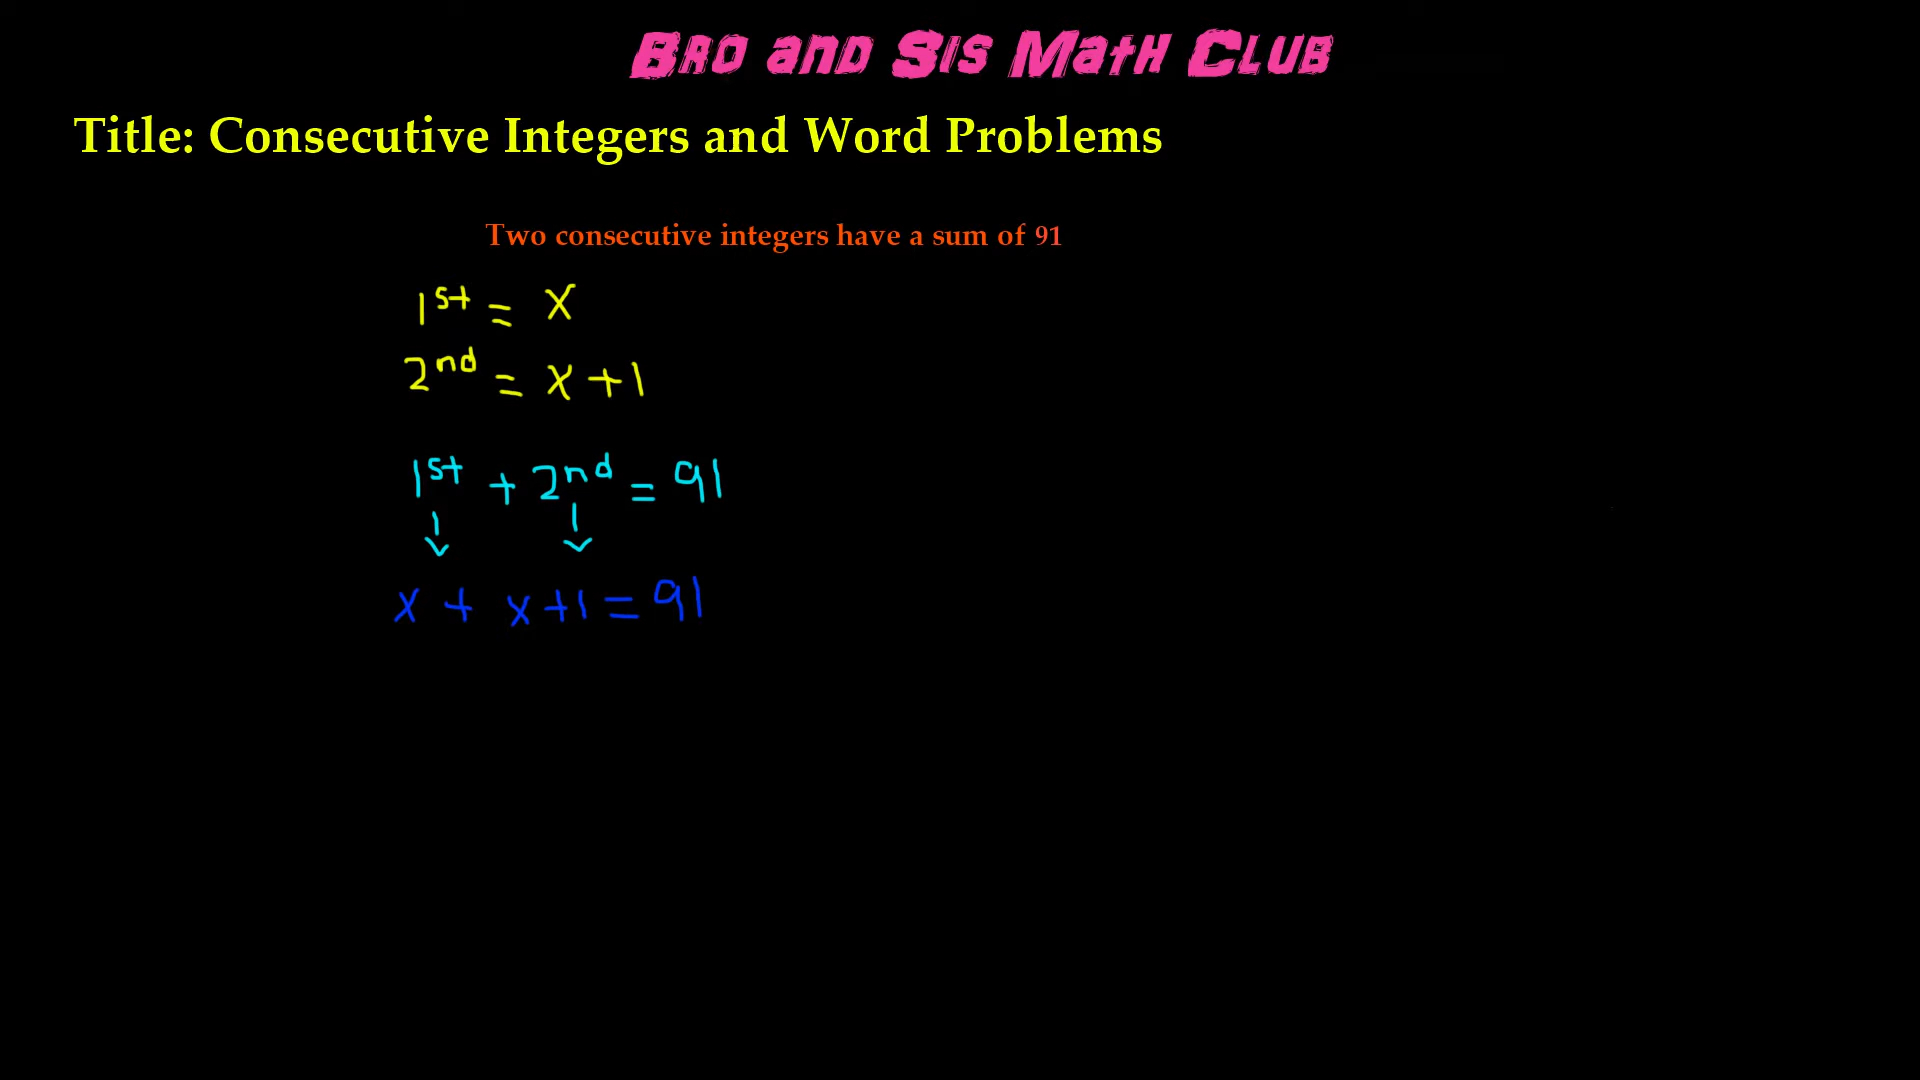 Bro and Sis Math Club
Title: Consecutive Integers and Word Problems
Two consecutive integers have a sum of 91
1st = x
2nd = x + 1
1st + 2nd = 91
↓ ↓
x + x+1 = 91